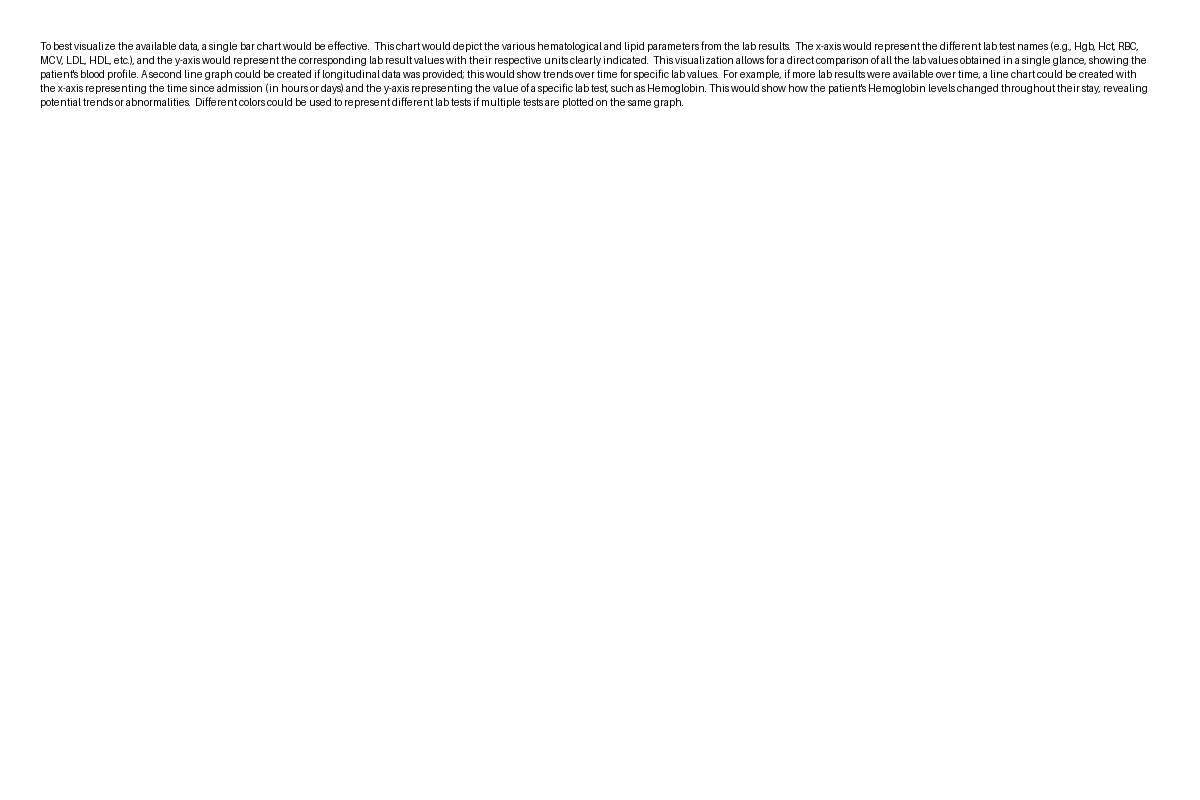 To best visualize the available data, a single bar chart would be effective.  This chart would depict the various hematological and lipid parameters from the lab results.  The x-axis would represent the different lab test names (e.g., Hgb, Hct, RBC,
MCV, LDL, HDL, etc.), and the y-axis would represent the corresponding lab result values with their respective units clearly indicated.  This visualization allows for a direct comparison of all the lab values obtained in a single glance, showing the
patient's blood profile. A second line graph could be created if longitudinal data was provided; this would show trends over time for specific lab values.  For example, if more lab results were available over time, a line chart could be created with
the x-axis representing the time since admission (in hours or days) and the y-axis representing the value of a specific lab test, such as Hemoglobin. This would show how the patient's Hemoglobin levels changed throughout their stay, revealing
potential trends or abnormalities.  Different colors could be used to represent different lab tests if multiple tests are plotted on the same graph.